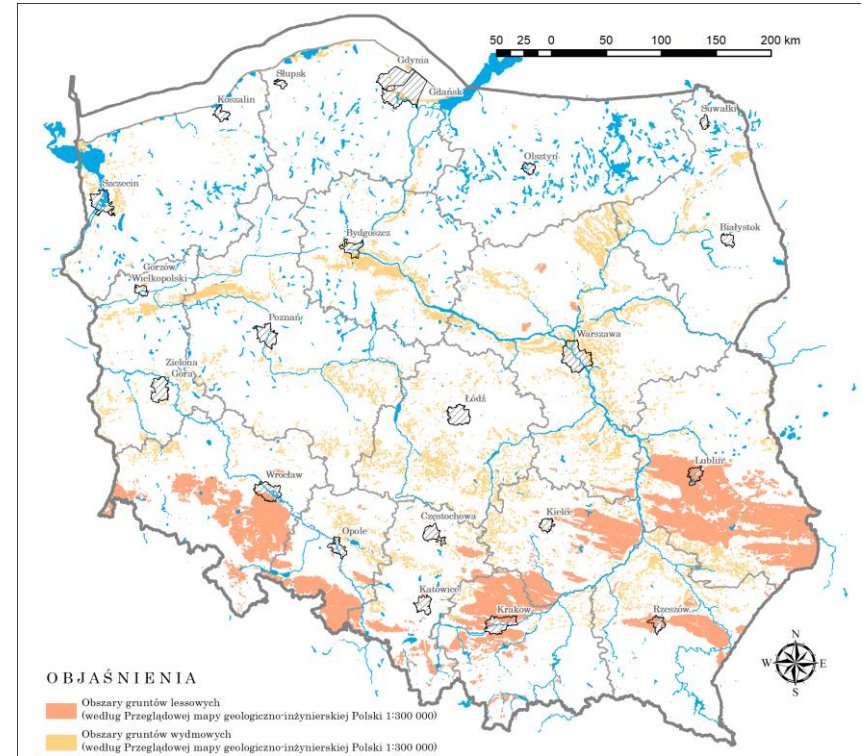 50 25 0 50 100 150 200 km
Gdynia
Słupsk
Gdańsk
Koszalin
Suwałki
Olsztyn
Szczecin
Bydgoszcz
Białystok
Gorzów
Wielkopolski
Poznań
Warszawa
Zielona
Góra
Łódź
Lublin
Wrocław
Częstochowa
Kielce
Opole
Katowice
Kraków
Rzeszów
N
W E
S
OBJAŚNIENIA
Obszary gruntów lessowych
(według Przeglądowej mapy geologiczno-inżynierskiej Polski 1:300 000)
Obszary gruntów wydmowych
(według Przeglądowej mapy geologiczno-inżynierskiej Polski 1:300 000)